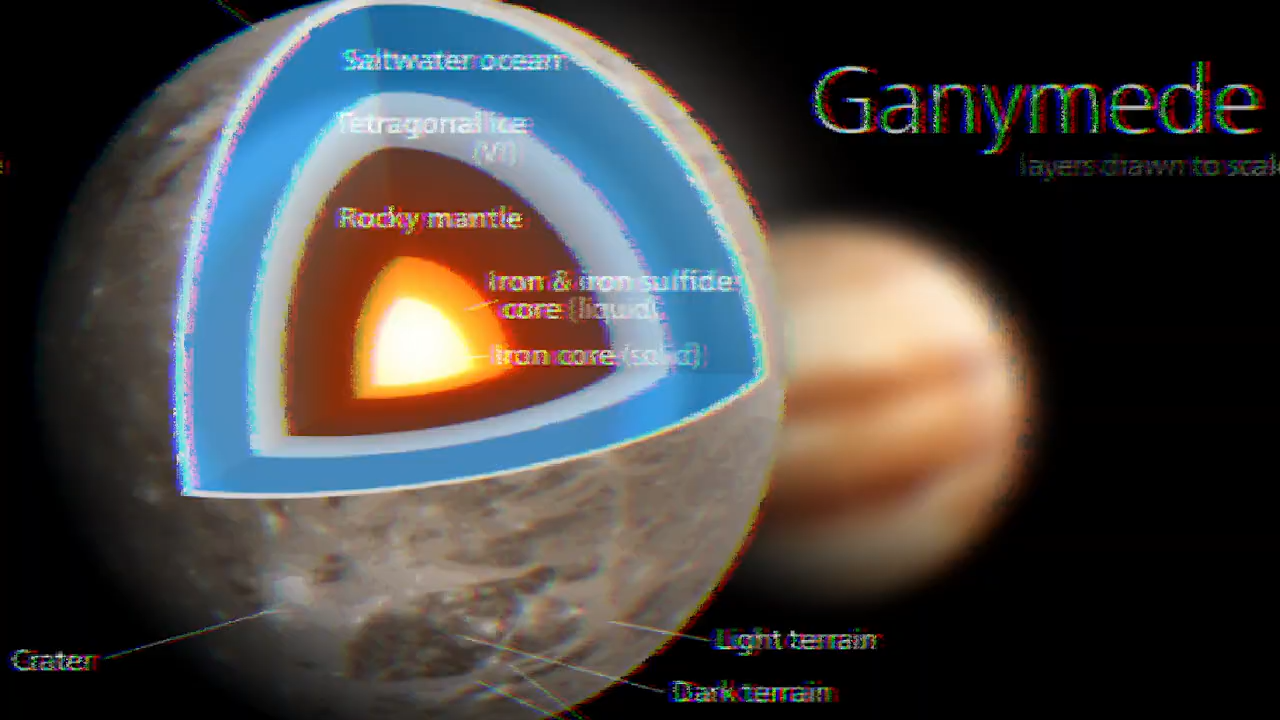 Saltwater ocean
Ganymede
Tetragonal ice
(VI)
layers drawn to scale
Rocky mantle
Iron & iron sulfide
core (liquid)
Iron core (solid)
Crater
Light terrain
Dark terrain